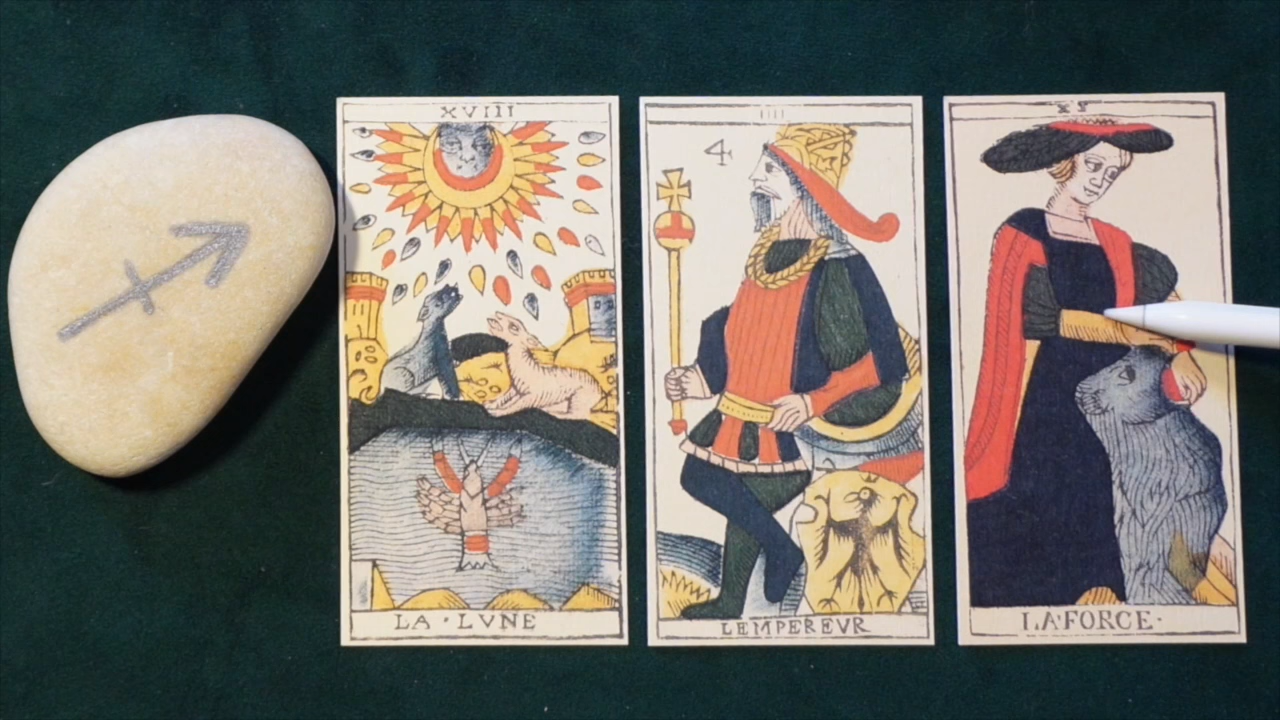 XVIII
LA · LVNE
IIII
4
LEMPEREVR
XI
LA·FORCE·